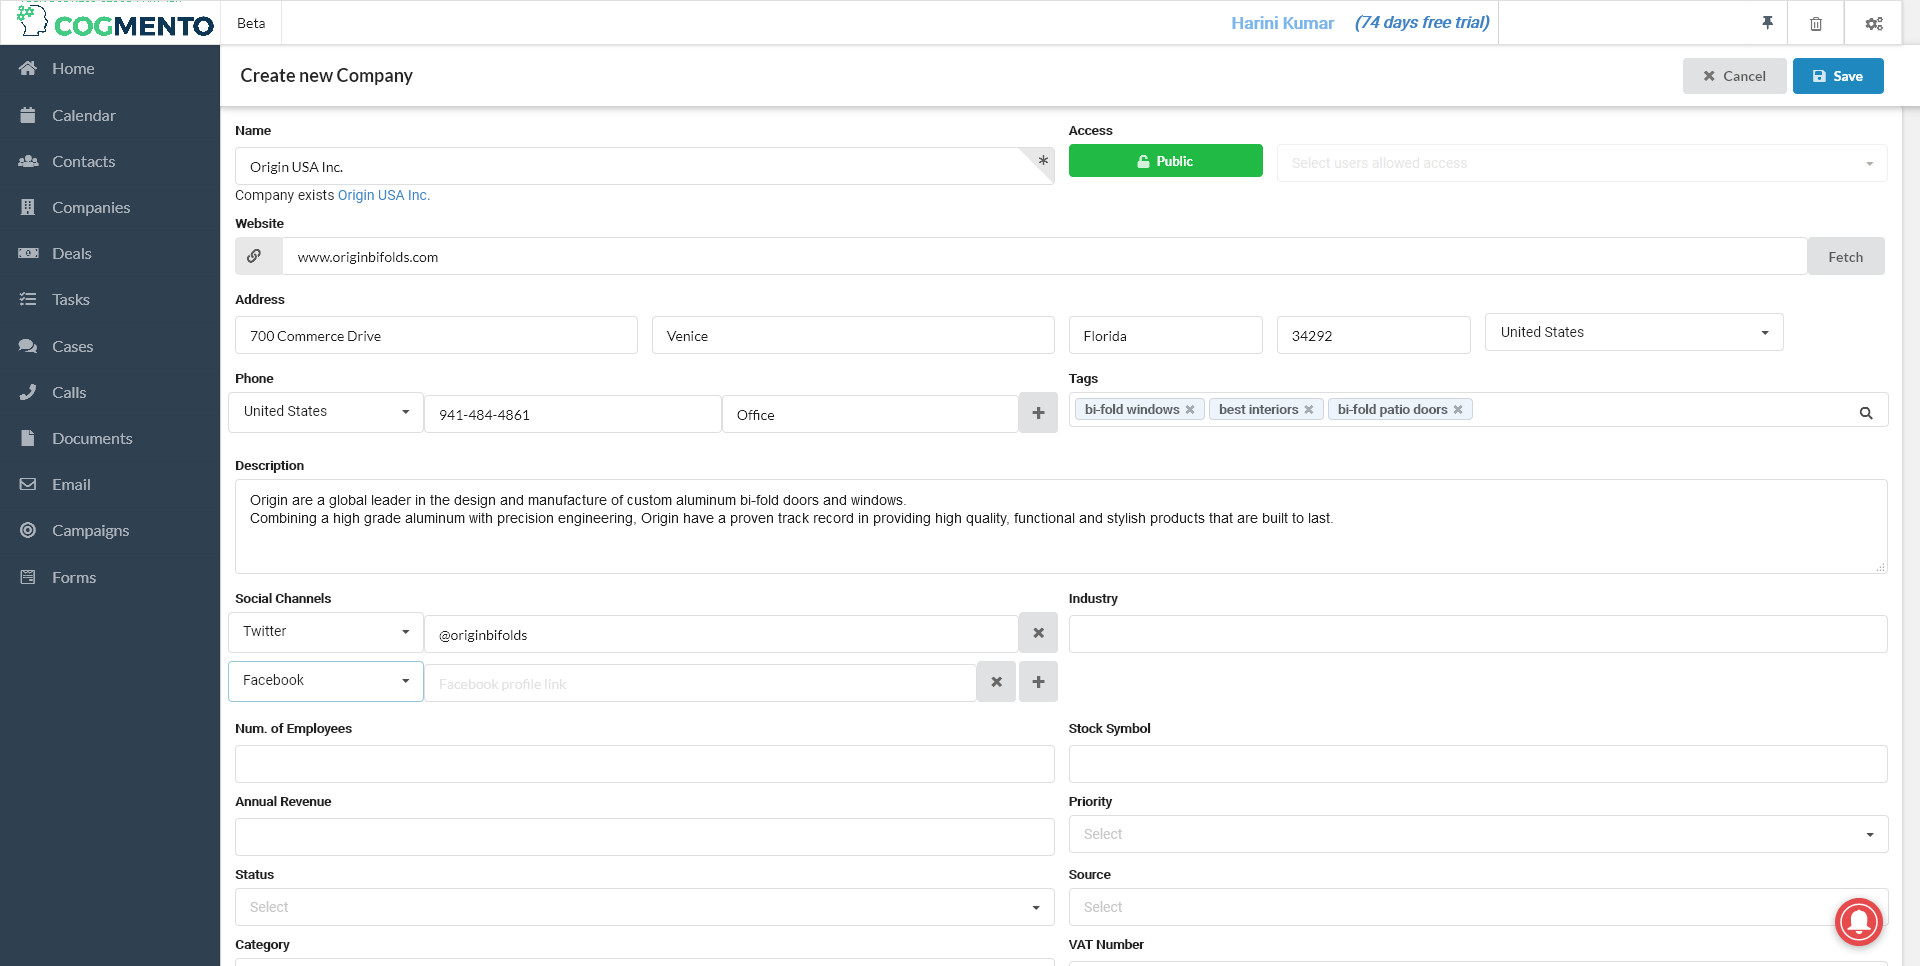 COGMENTO
Beta
Harini Kumar (74 days free trial)
Home
Calendar
Contacts
Companies
Deals
Tasks
Cases
Calls
Documents
Email
Campaigns
Forms
Create new Company
Cancel
Save
Name
Origin USA Inc.
*
Company exists Origin USA Inc.
Access
Public
Select users allowed access
Website
www.originbifolds.com
Fetch
Address
700 Commerce Drive
Venice
Florida
34292
United States
Phone
United States
941-484-4861
Office
Tags
bi-fold windows
best interiors
bi-fold patio doors
Description
Origin are a global leader in the design and manufacture of custom aluminum bi-fold doors and windows.
Combining a high grade aluminum with precision engineering, Origin have a proven track record in providing high quality, functional and stylish products that are built to last.
Social Channels
Twitter
@originbifolds
Facebook
Facebook profile link
Industry
Num. of Employees
Stock Symbol
Annual Revenue
Priority
Select
Status
Select
Source
Select
Category
VAT Number